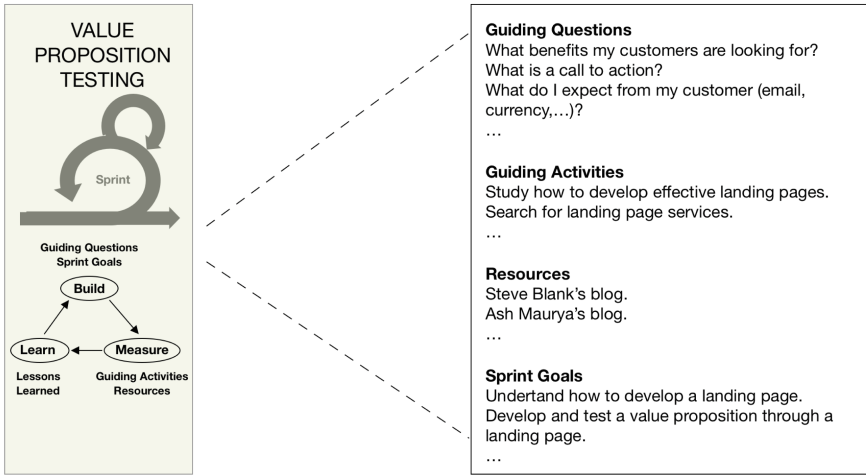 VALUE
PROPOSITION
TESTING
Sprint
Guiding Questions
Sprint Goals
Build
Learn
Measure
Lessons
Learned
Guiding Activities
Resources
Guiding Questions
What benefits my customers are looking for?
What is a call to action?
What do I expect from my customer (email,
currency,…)?
…
Guiding Activities
Study how to develop effective landing pages.
Search for landing page services.
…
Resources
Steve Blank's blog.
Ash Maurya's blog.
…
Sprint Goals
Undertand how to develop a landing page.
Develop and test a value proposition through a
landing page.
…